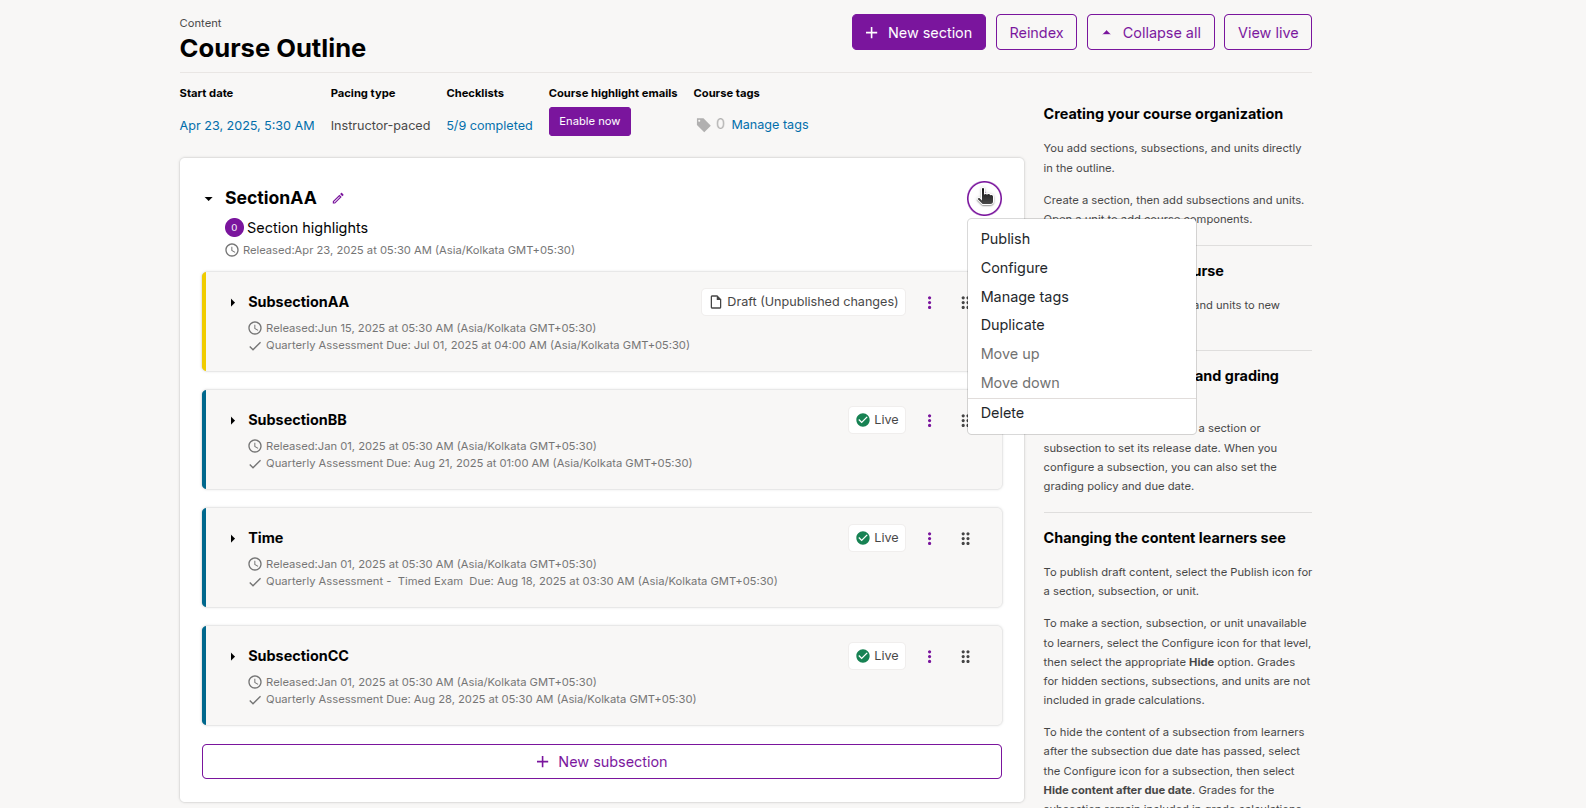 Content
Course Outline
New section
Reindex
Collapse all
View live
Start date
Pacing type
Checklists
Course highlight emails
Course tags
Apr 23, 2025, 5:30 AM
Instructor-paced
5/9 completed
Enable now
0
Manage tags
SectionAA
0 Section highlights
Released:Apr 23, 2025 at 05:30 AM (Asia/Kolkata GMT+05:30)
Publish
Configure
Manage tags
Duplicate
Move up
Move down
Delete
SubsectionAA
Draft (Unpublished changes)
Released:Jun 15, 2025 at 05:30 AM (Asia/Kolkata GMT+05:30)
Quarterly Assessment Due: Jul 01, 2025 at 04:00 AM (Asia/Kolkata GMT+05:30)
SubsectionBB
Live
Released:Jan 01, 2025 at 05:30 AM (Asia/Kolkata GMT+05:30)
Quarterly Assessment Due: Aug 21, 2025 at 01:00 AM (Asia/Kolkata GMT+05:30)
Time
Live
Released:Jan 01, 2025 at 05:30 AM (Asia/Kolkata GMT+05:30)
Quarterly Assessment - Timed Exam Due: Aug 18, 2025 at 03:30 AM (Asia/Kolkata GMT+05:30)
SubsectionCC
Live
Released:Jan 01, 2025 at 05:30 AM (Asia/Kolkata GMT+05:30)
Quarterly Assessment Due: Aug 28, 2025 at 05:30 AM (Asia/Kolkata GMT+05:30)
New subsection
Creating your course organization
You add sections, subsections, and units directly
in the outline.
Create a section, then add subsections and units.
Open a unit to add course components.
and units to new
and grading
a section or
subsection to set its release date. When you
configure a subsection, you can also set the
grading policy and due date.
Changing the content learners see
To publish draft content, select the Publish icon for
a section, subsection, or unit.
To make a section, subsection, or unit unavailable
to learners, select the Configure icon for that level,
then select the appropriate Hide option. Grades
for hidden sections, subsections, and units are not
included in grade calculations.
To hide the content of a subsection from learners
after the subsection due date has passed, select
the Configure icon for a subsection, then select
Hide content after due date. Grades for the
subsection remain included in grade calculations.